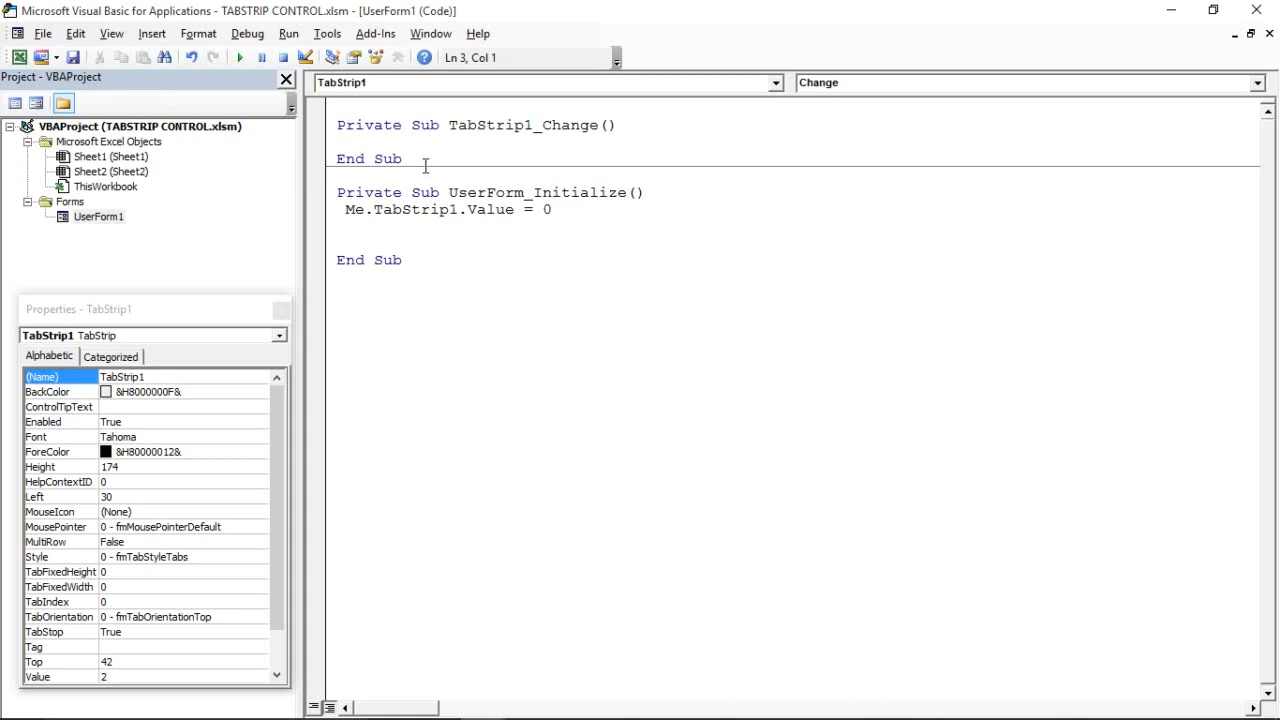 Microsoft Visual Basic for Applications - TABSTRIP CONTROL.xlsm - [UserForm1 (Code)]
File Edit View Insert Format Debug Run Tools Add-Ins Window Help
Ln 3, Col 1
Project - VBAProject
VBAProject (TABSTRIP CONTROL.xlsm)
Microsoft Excel Objects
Sheet1 (Sheet1)
Sheet2 (Sheet2)
ThisWorkbook
Forms
UserForm1
Properties - TabStrip1
TabStrip1 TabStrip
Alphabetic Categorized
(Name) TabStrip1
BackColor &H8000000F&
ControlTipText
Enabled True
Font Tahoma
ForeColor &H80000012&
Height 174
HelpContextID 0
Left 30
MouseIcon (None)
MousePointer 0 - fmMousePointerDefault
MultiRow False
Style 0 - fmTabStyleTabs
TabFixedHeight 0
TabFixedWidth 0
TabIndex 0
TabOrientation 0 - fmTabOrientationTop
TabStop True
Tag
Top 42
Value 2
TabStrip1 Change
Private Sub TabStrip1_Change()
End Sub
Private Sub UserForm_Initialize()
Me.TabStrip1.Value = 0
End Sub